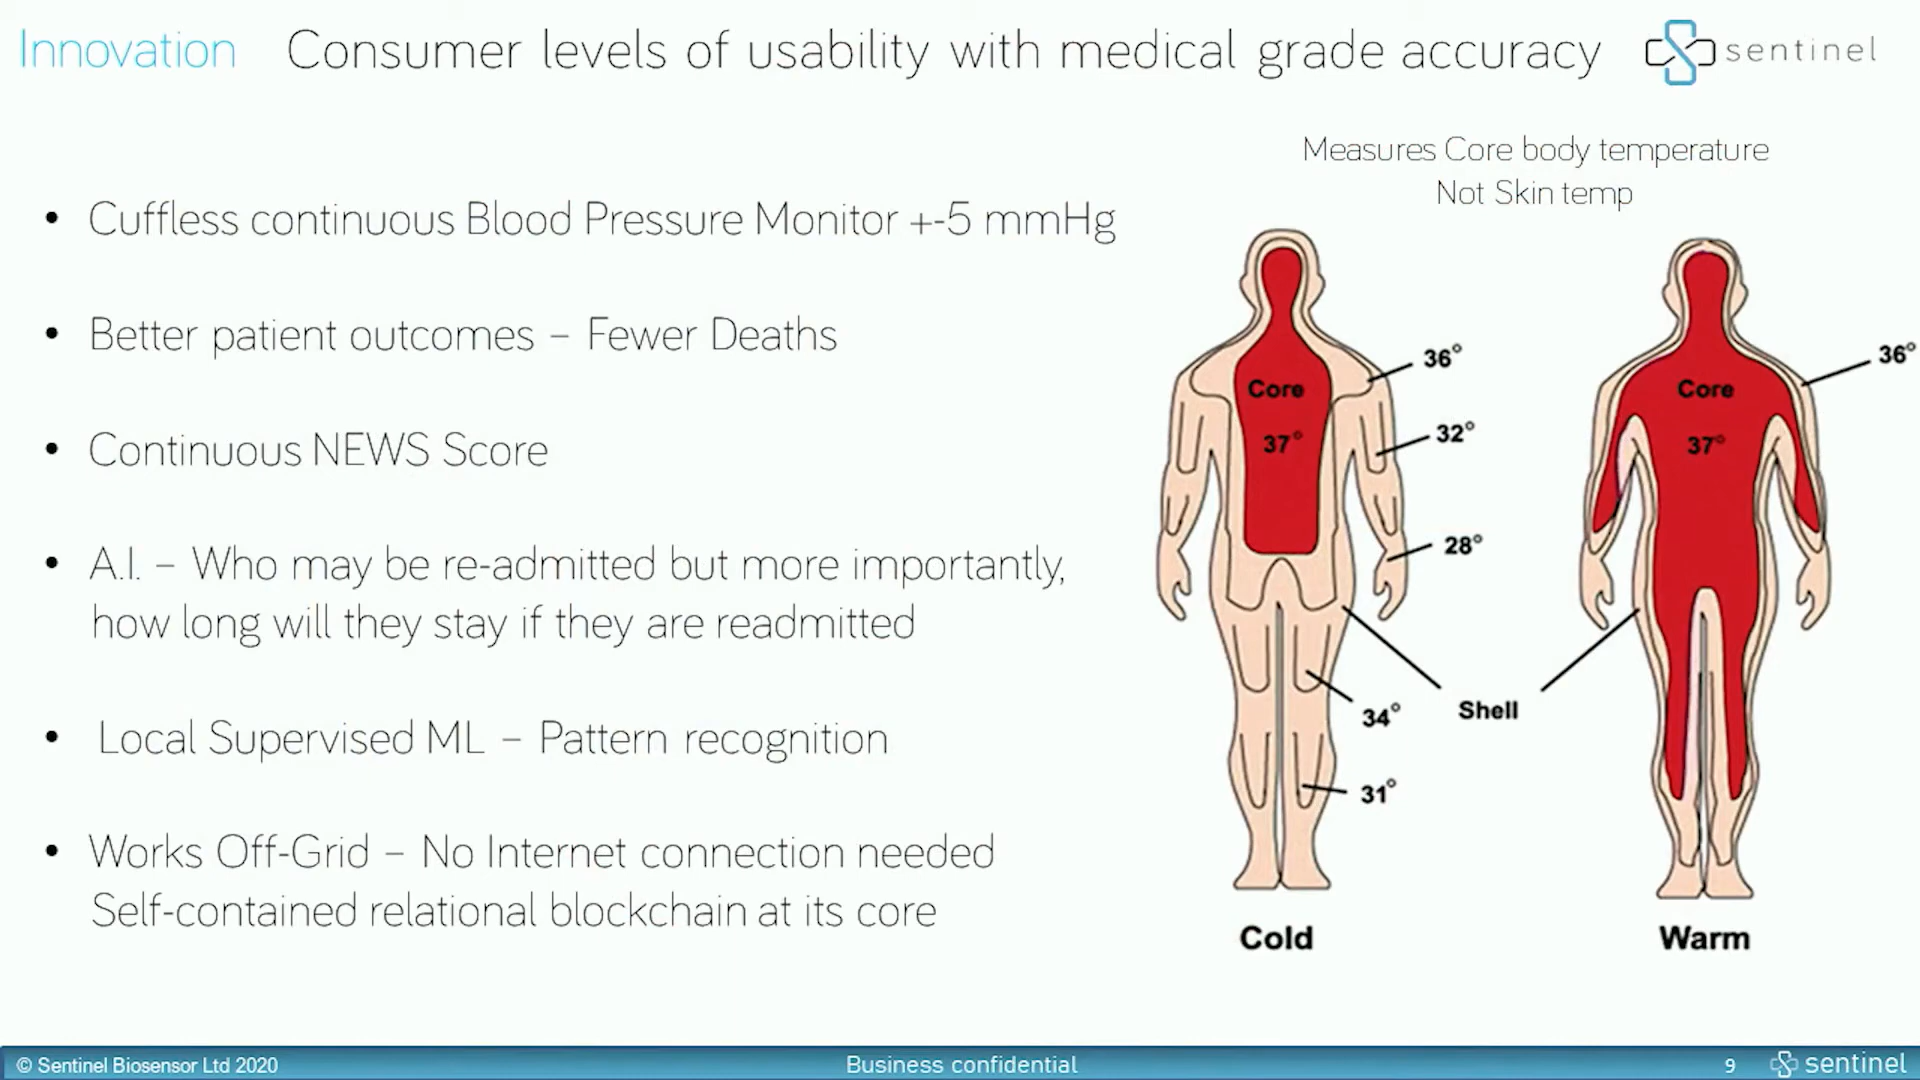 Innovation
Consumer levels of usability with medical grade accuracy
sentinel
Measures Core body temperature
Not Skin temp
• Cuffless continuous Blood Pressure Monitor +-5 mmHg
• Better patient outcomes – Fewer Deaths
• Continuous NEWS Score
• A.I. – Who may be re-admitted but more importantly,
how long will they stay if they are readmitted
• Local Supervised ML – Pattern recognition
• Works Off-Grid – No Internet connection needed
Self-contained relational blockchain at its core
Core
37°
36°
32°
28°
34°
31°
Shell
Cold
Core
37°
36°
Warm
© Sentinel Biosensor Ltd 2020
Business confidential
9
sentinel